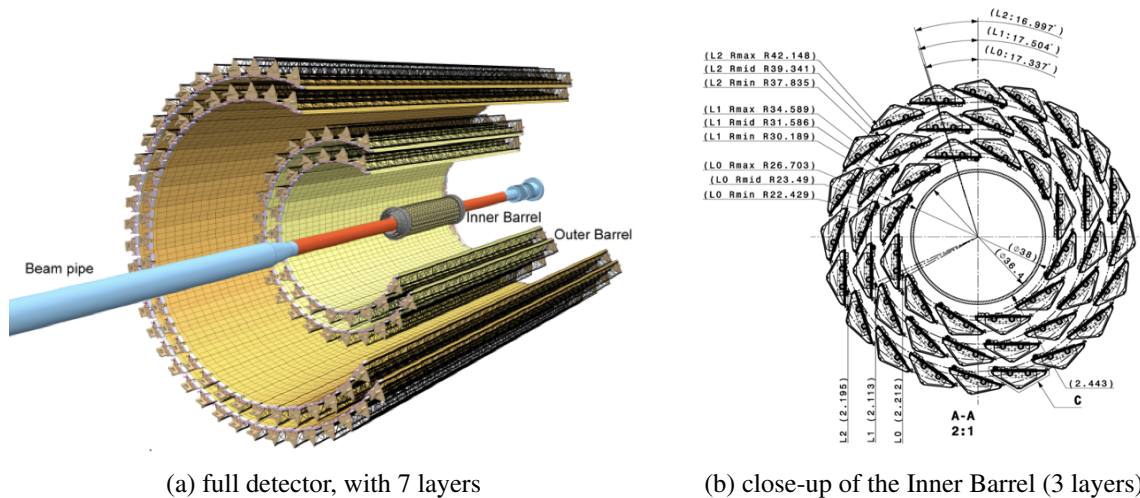 Inner Barrel
Outer Barrel
Beam pipe
(a) full detector, with 7 layers
(L2:16.997°)
(L1:17.504°)
(L0:17.337°)
(L2 Rmax R42.148)
(L2 Rmid R39.341)
(L2 Rmin R37.835)
(L1 Rmax R34.589)
(L1 Rmid R31.586)
(L1 Rmin R30.189)
(L0 Rmax R26.703)
(L0 Rmid R23.49)
(L0 Rmin R22.429)
(∅38)
(∅36.4)
L2 (2.195)
L1 (2.113)
L0 (2.212)
(2.443)
C
A-A
2:1
(b) close-up of the Inner Barrel (3 layers)